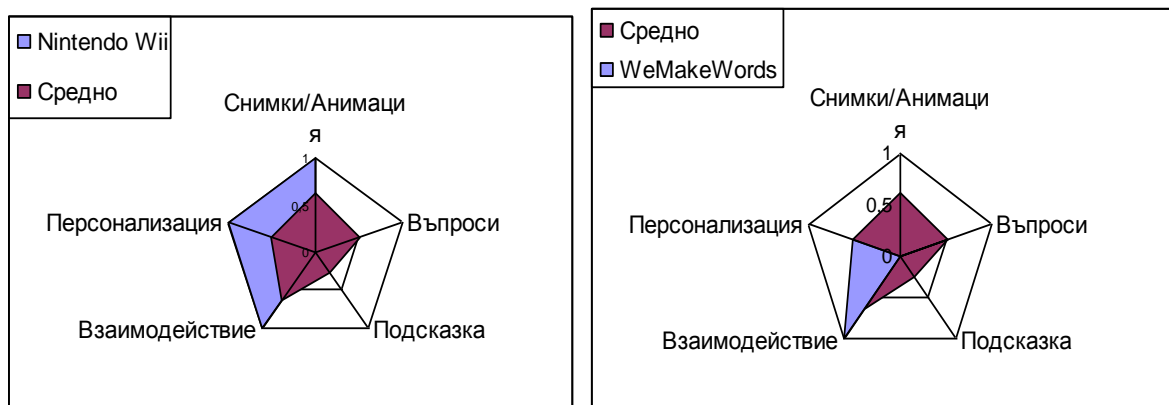 Nintendo Wii
Средно
Снимки/Анимаци
я
1
0,5
0
Персонализация
Въпроси
Взаимодействие
Подсказка
Средно
WeMakeWords
Снимки/Анимаци
я
1
0,5
0
Персонализация
Въпроси
Взаимодействие
Подсказка